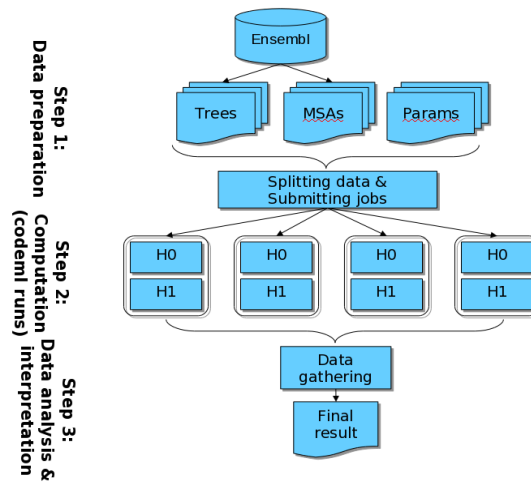 Step 1:
Data preparation
Step 2:
Computation
(codeml runs)
Step 3:
Data analysis &
interpretation
Ensembl
Trees
MSAs
Params
Splitting data &
Submitting jobs
H0
H0
H0
H0
H1
H1
H1
H1
Data
gathering
Final
result